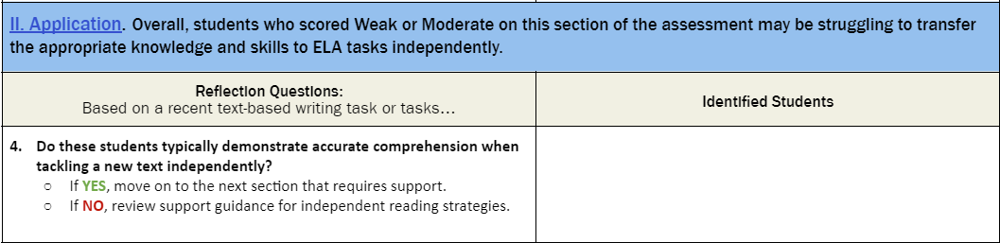 II. Application. Overall, students who scored Weak or Moderate on this section of the assessment may be struggling to transfer
the appropriate knowledge and skills to ELA tasks independently.
Reflection Questions:
Based on a recent text-based writing task or tasks…
Identified Students
4. Do these students typically demonstrate accurate comprehension when
tackling a new text independently?
○ If YES, move on to the next section that requires support.
○ If NO, review support guidance for independent reading strategies.